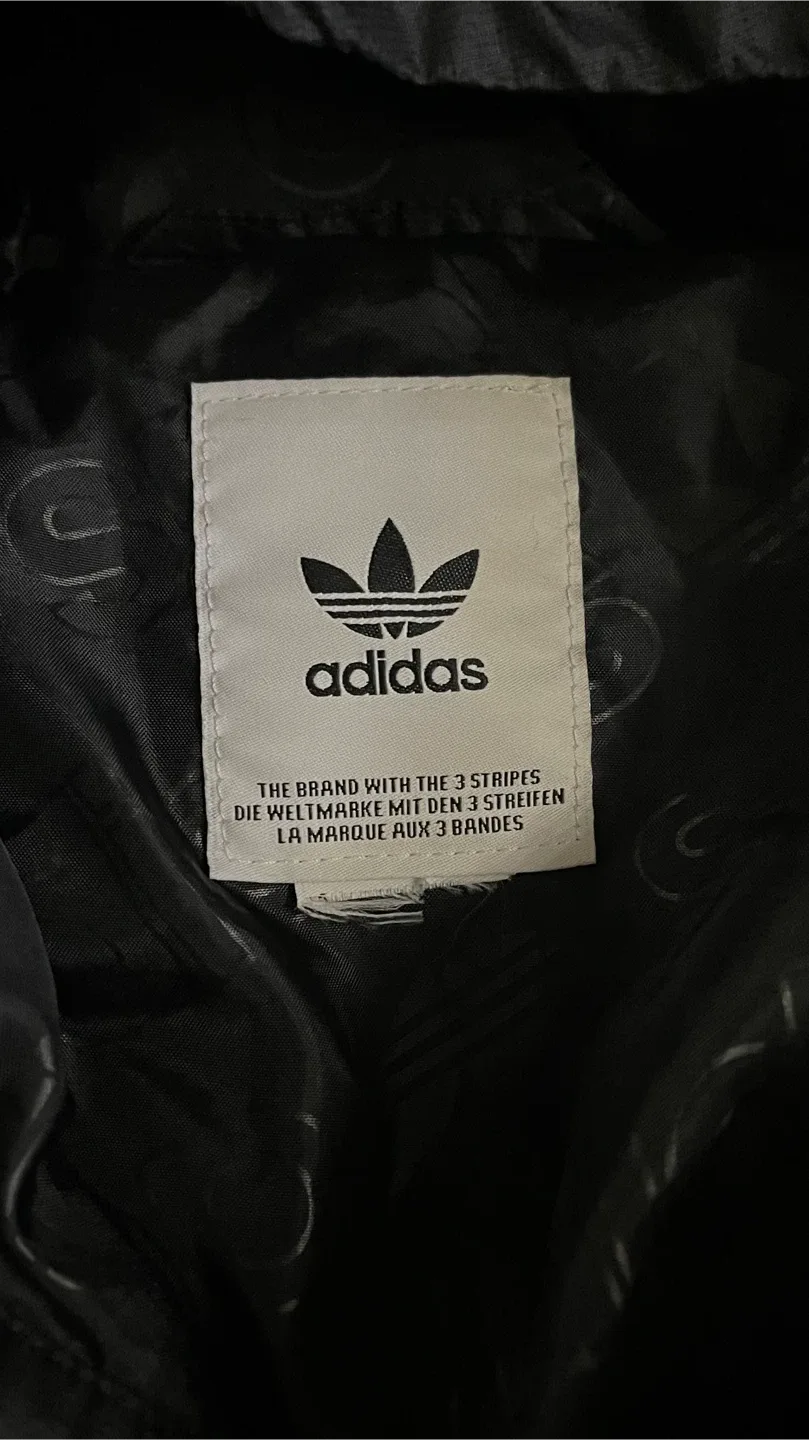 adidas
THE BRAND WITH THE 3 STRIPES
DIE WELTMARKE MIT DEN 3 STREIFEN
LA MARQUE AUX 3 BANDES